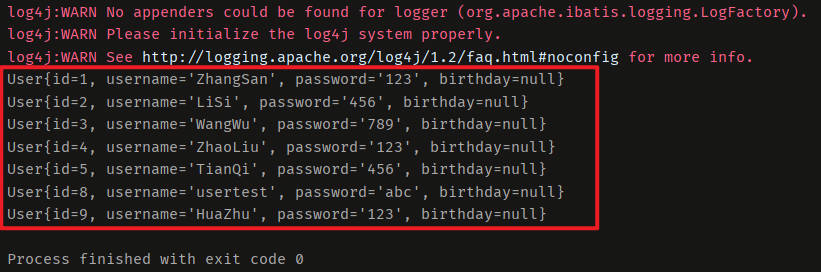 log4j:WARN No appenders could be found for logger (org.apache.ibatis.logging.LogFactory).
log4j:WARN Please initialize the log4j system properly.
log4j:WARN See http://logging.apache.org/log4j/1.2/faq.html#noconfig for more info.
User{id=1, username='ZhangSan', password='123', birthday=null}
User{id=2, username='LiSi', password='456', birthday=null}
User{id=3, username='WangWu', password='789', birthday=null}
User{id=4, username='ZhaoLiu', password='123', birthday=null}
User{id=5, username='TianQi', password='456', birthday=null}
User{id=8, username='usertest', password='abc', birthday=null}
User{id=9, username='HuaZhu', password='123', birthday=null}
Process finished with exit code 0